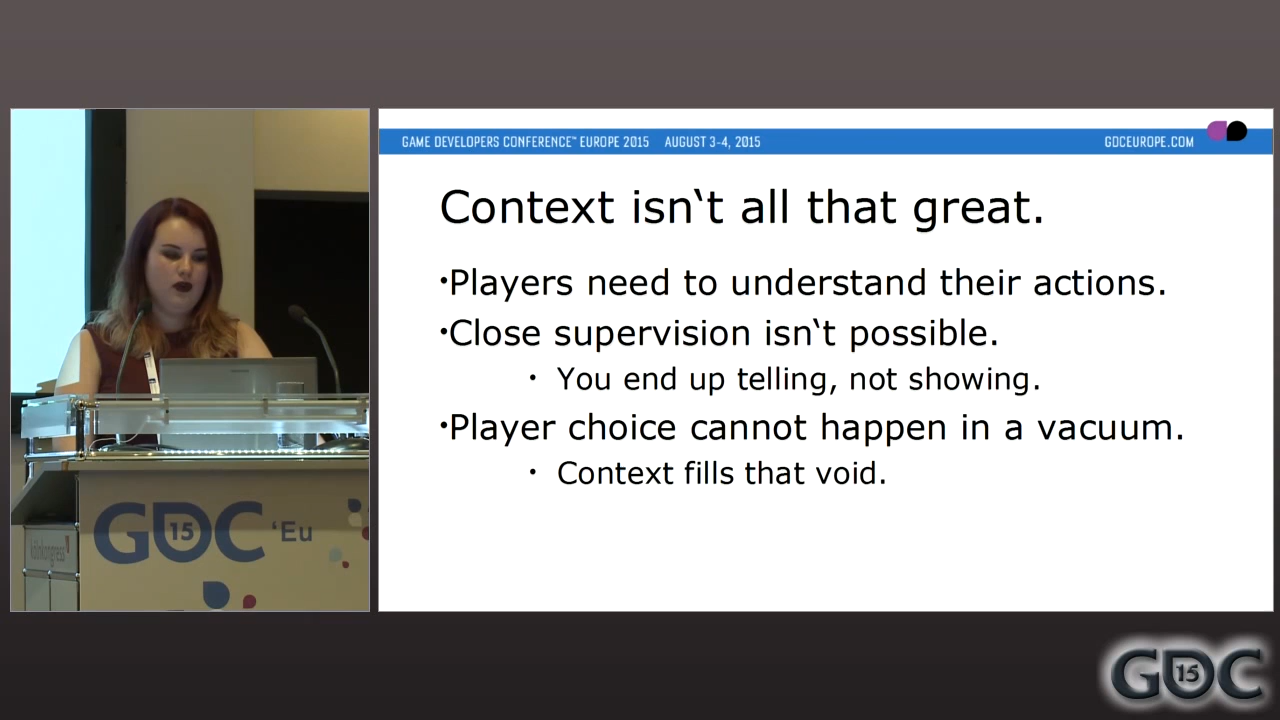 GAME DEVELOPERS CONFERENCE™ EUROPE 2015 AUGUST 3-4, 2015 GDCEUROPE.COM
Context isn‘t all that great.
•Players need to understand their actions.
•Close supervision isn‘t possible.
• You end up telling, not showing.
•Player choice cannot happen in a vacuum.
• Context fills that void.
GDC 15 ‘Eu
koelnkongress
GDC 15